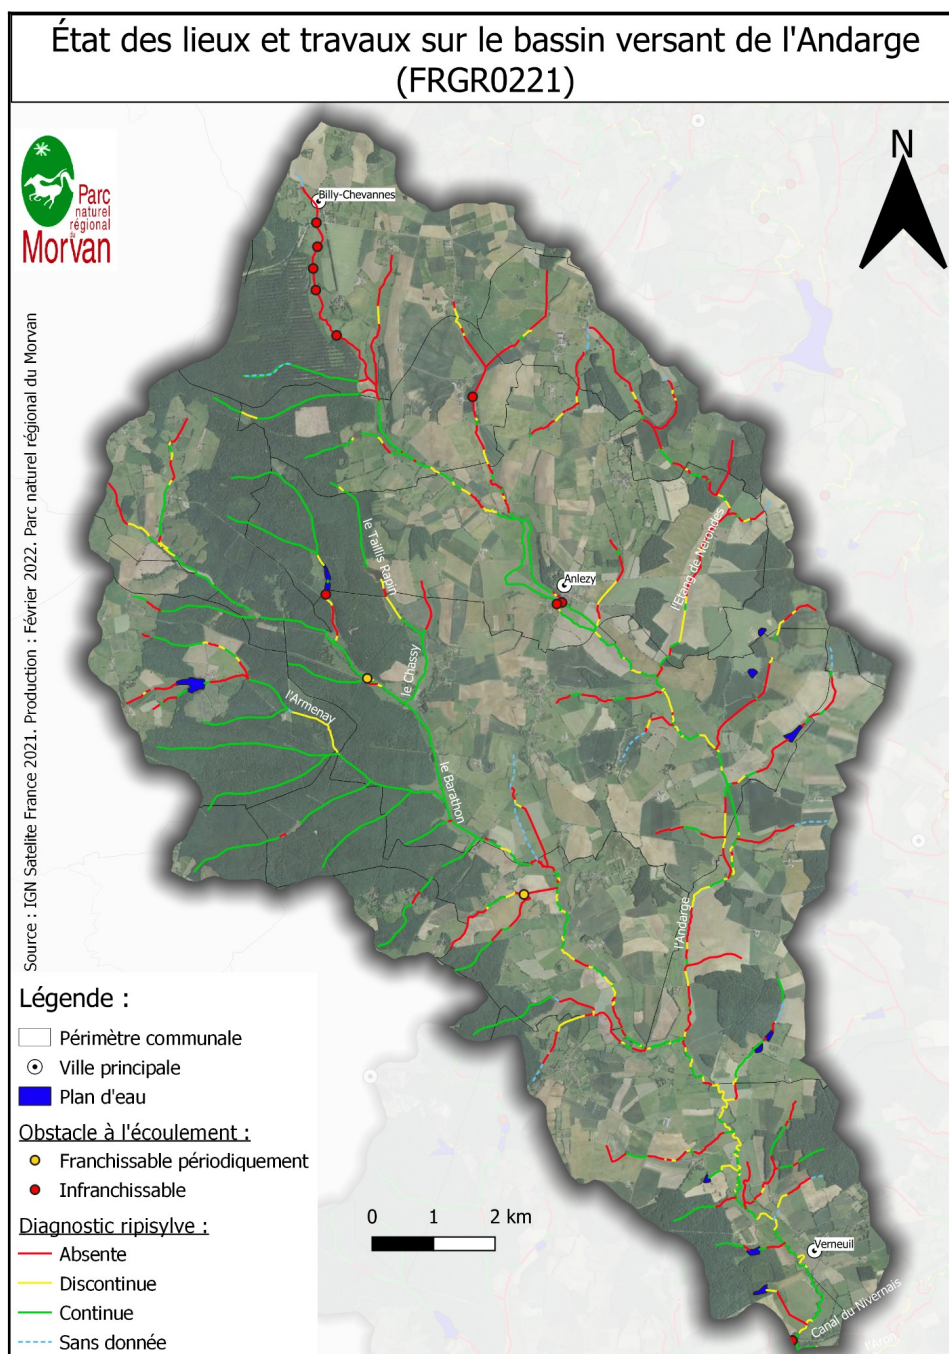 État des lieux et travaux sur le bassin versant de l'Andarge
(FRGR0221)
Parc
naturel
régional
du
Morvan
N
Source : IGN Satelite France 2021. Production : Février 2022. Parc naturel régional du Morvan
Billy-Chevannes
le Taillis Rapin
l'Etang de Nerondes
Anlezy
le Chassy
l'Armenay
le Barathon
l'Andarge
Verneuil
Canal du Nivernais
l'Aron
Légende :
Périmètre communale
Ville principale
Plan d'eau
Obstacle à l'écoulement :
Franchissable périodiquement
Infranchissable
Diagnostic ripisylve :
Absente
Discontinue
Continue
Sans donnée
0 1 2 km